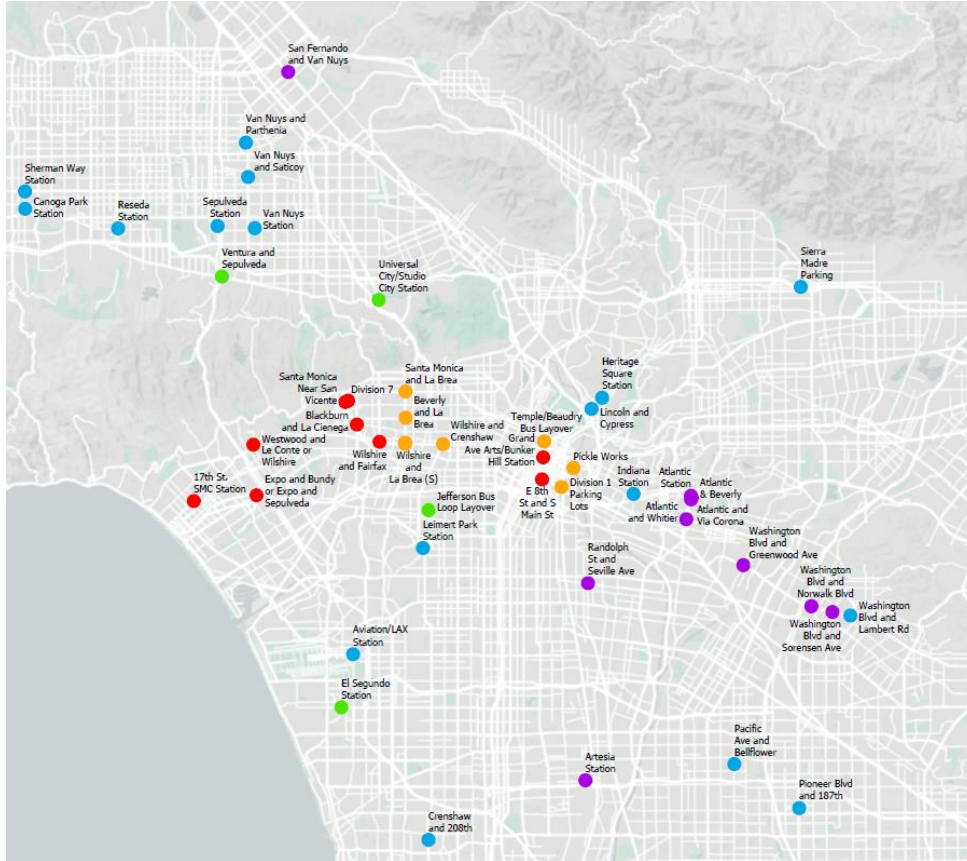 San Fernando
and Van Nuys
Van Nuys and
Parthenia
Van Nuys
and Saticoy
Sherman Way
Station
Canoga Park
Station
Reseda
Station
Sepulveda
Station
Van Nuys
Station
Ventura and
Sepulveda
Universal
City/Studio
City Station
Sierra
Madre
Parking
Santa Monica
Near San
Vicente
Division 7
Santa Monica
and La Brea
Heritage
Square
Station
Blackburn
and La Cienega
Beverly
and La
Brea
Lincoln and
Cypress
Temple/Beaudry
Bus Layover
Wilshire and
Crenshaw
Grand
Ave Arts/Bunker
Hill Station
Westwood and
Le Conte or
Wilshire
Wilshire
and Fairfax
Wilshire
and
La Brea (S)
Pickle Works
Indiana
Station
Atlantic
Station
17th St.
SMC Station
Expo and Bundy
or Expo and
Sepulveda
E 8th
St and S
Main St
Division 1
Parking
Lots
Atlantic
& Beverly
Jefferson Bus
Loop Layover
Atlantic
and Whitier
Atlantic and
Via Corona
Leimert Park
Station
Washington
Blvd and
Greenwood Ave
Randolph
St and
Seville Ave
Washington
Blvd and
Norwalk Blvd
Washington
Blvd and
Lambert Rd
Washington
Blvd and
Sorensen Ave
Aviation/LAX
Station
El Segundo
Station
Pacific
Ave and
Bellflower
Artesia
Station
Pioneer Blvd
and 187th
Crenshaw
and 208th